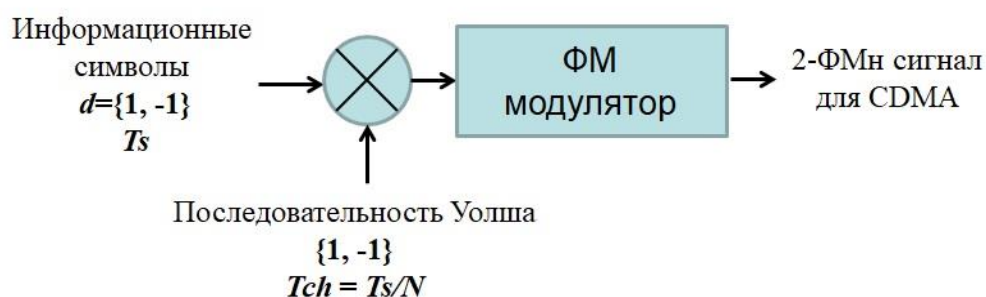 Информационные
символы
d={1, -1}
Ts
ФМ
модулятор
2-ФМн сигнал
для CDMA
Последовательность Уолша
{1, -1}
Tch = Ts/N